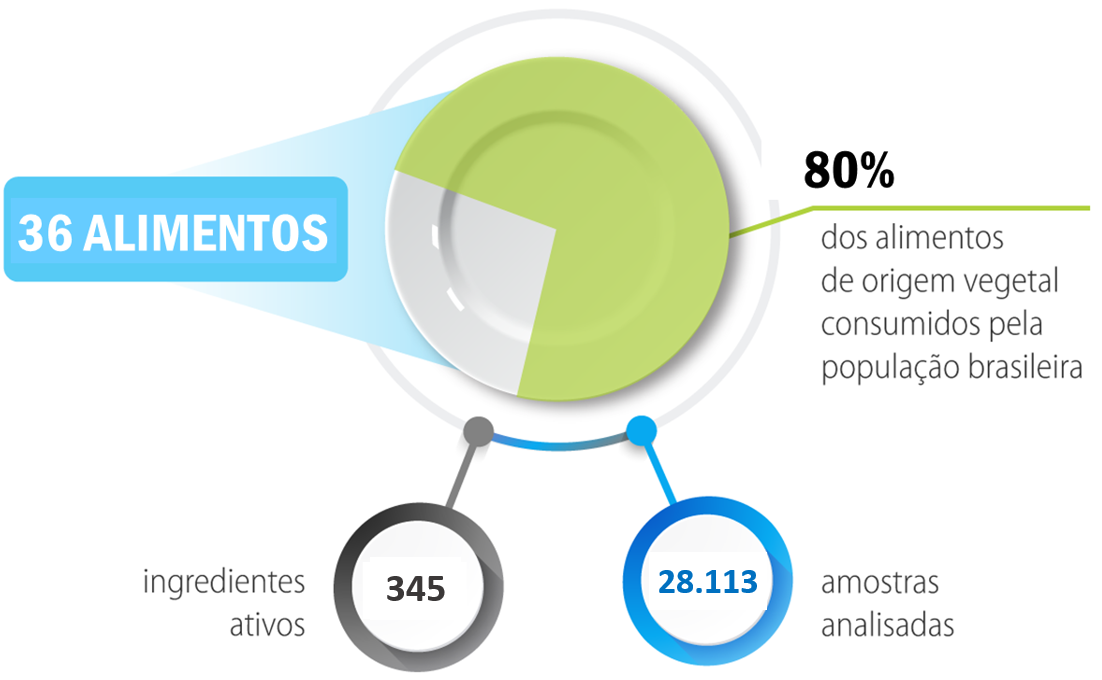 36 ALIMENTOS
80%
dos alimentos
de origem vegetal
consumidos pela
população brasileira
ingredientes
ativos
345
28.113
amostras
analisadas